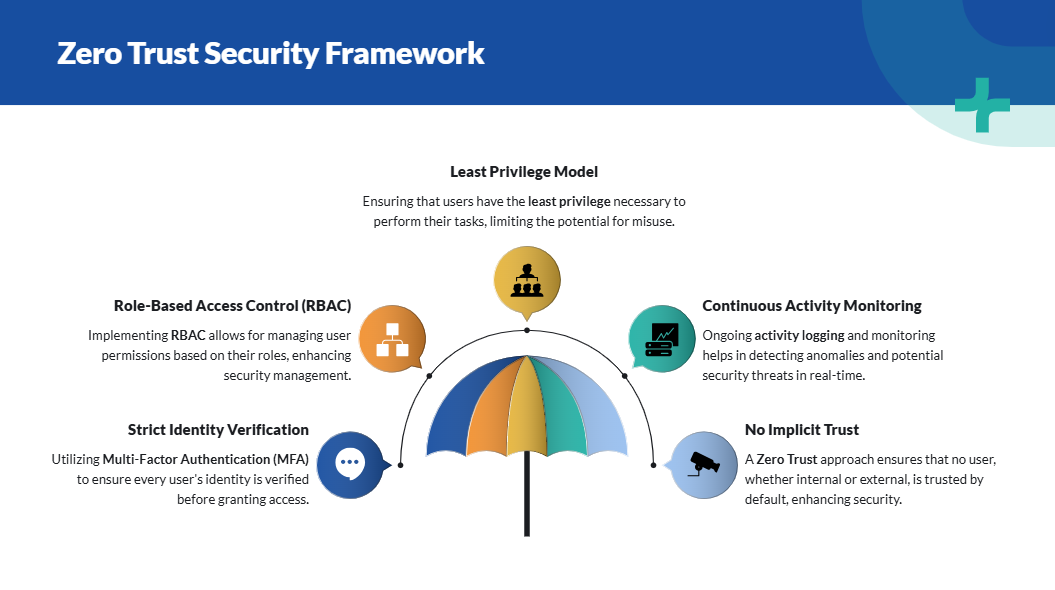 Zero Trust Security Framework
Least Privilege Model
Ensuring that users have the least privilege necessary to
perform their tasks, limiting the potential for misuse.
Role-Based Access Control (RBAC)
Implementing RBAC allows for managing user
permissions based on their roles, enhancing
security management.
Continuous Activity Monitoring
Ongoing activity logging and monitoring
helps in detecting anomalies and potential
security threats in real-time.
Strict Identity Verification
Utilizing Multi-Factor Authentication (MFA)
to ensure every user's identity is verified
before granting access.
No Implicit Trust
A Zero Trust approach ensures that no user,
whether internal or external, is trusted by
default, enhancing security.